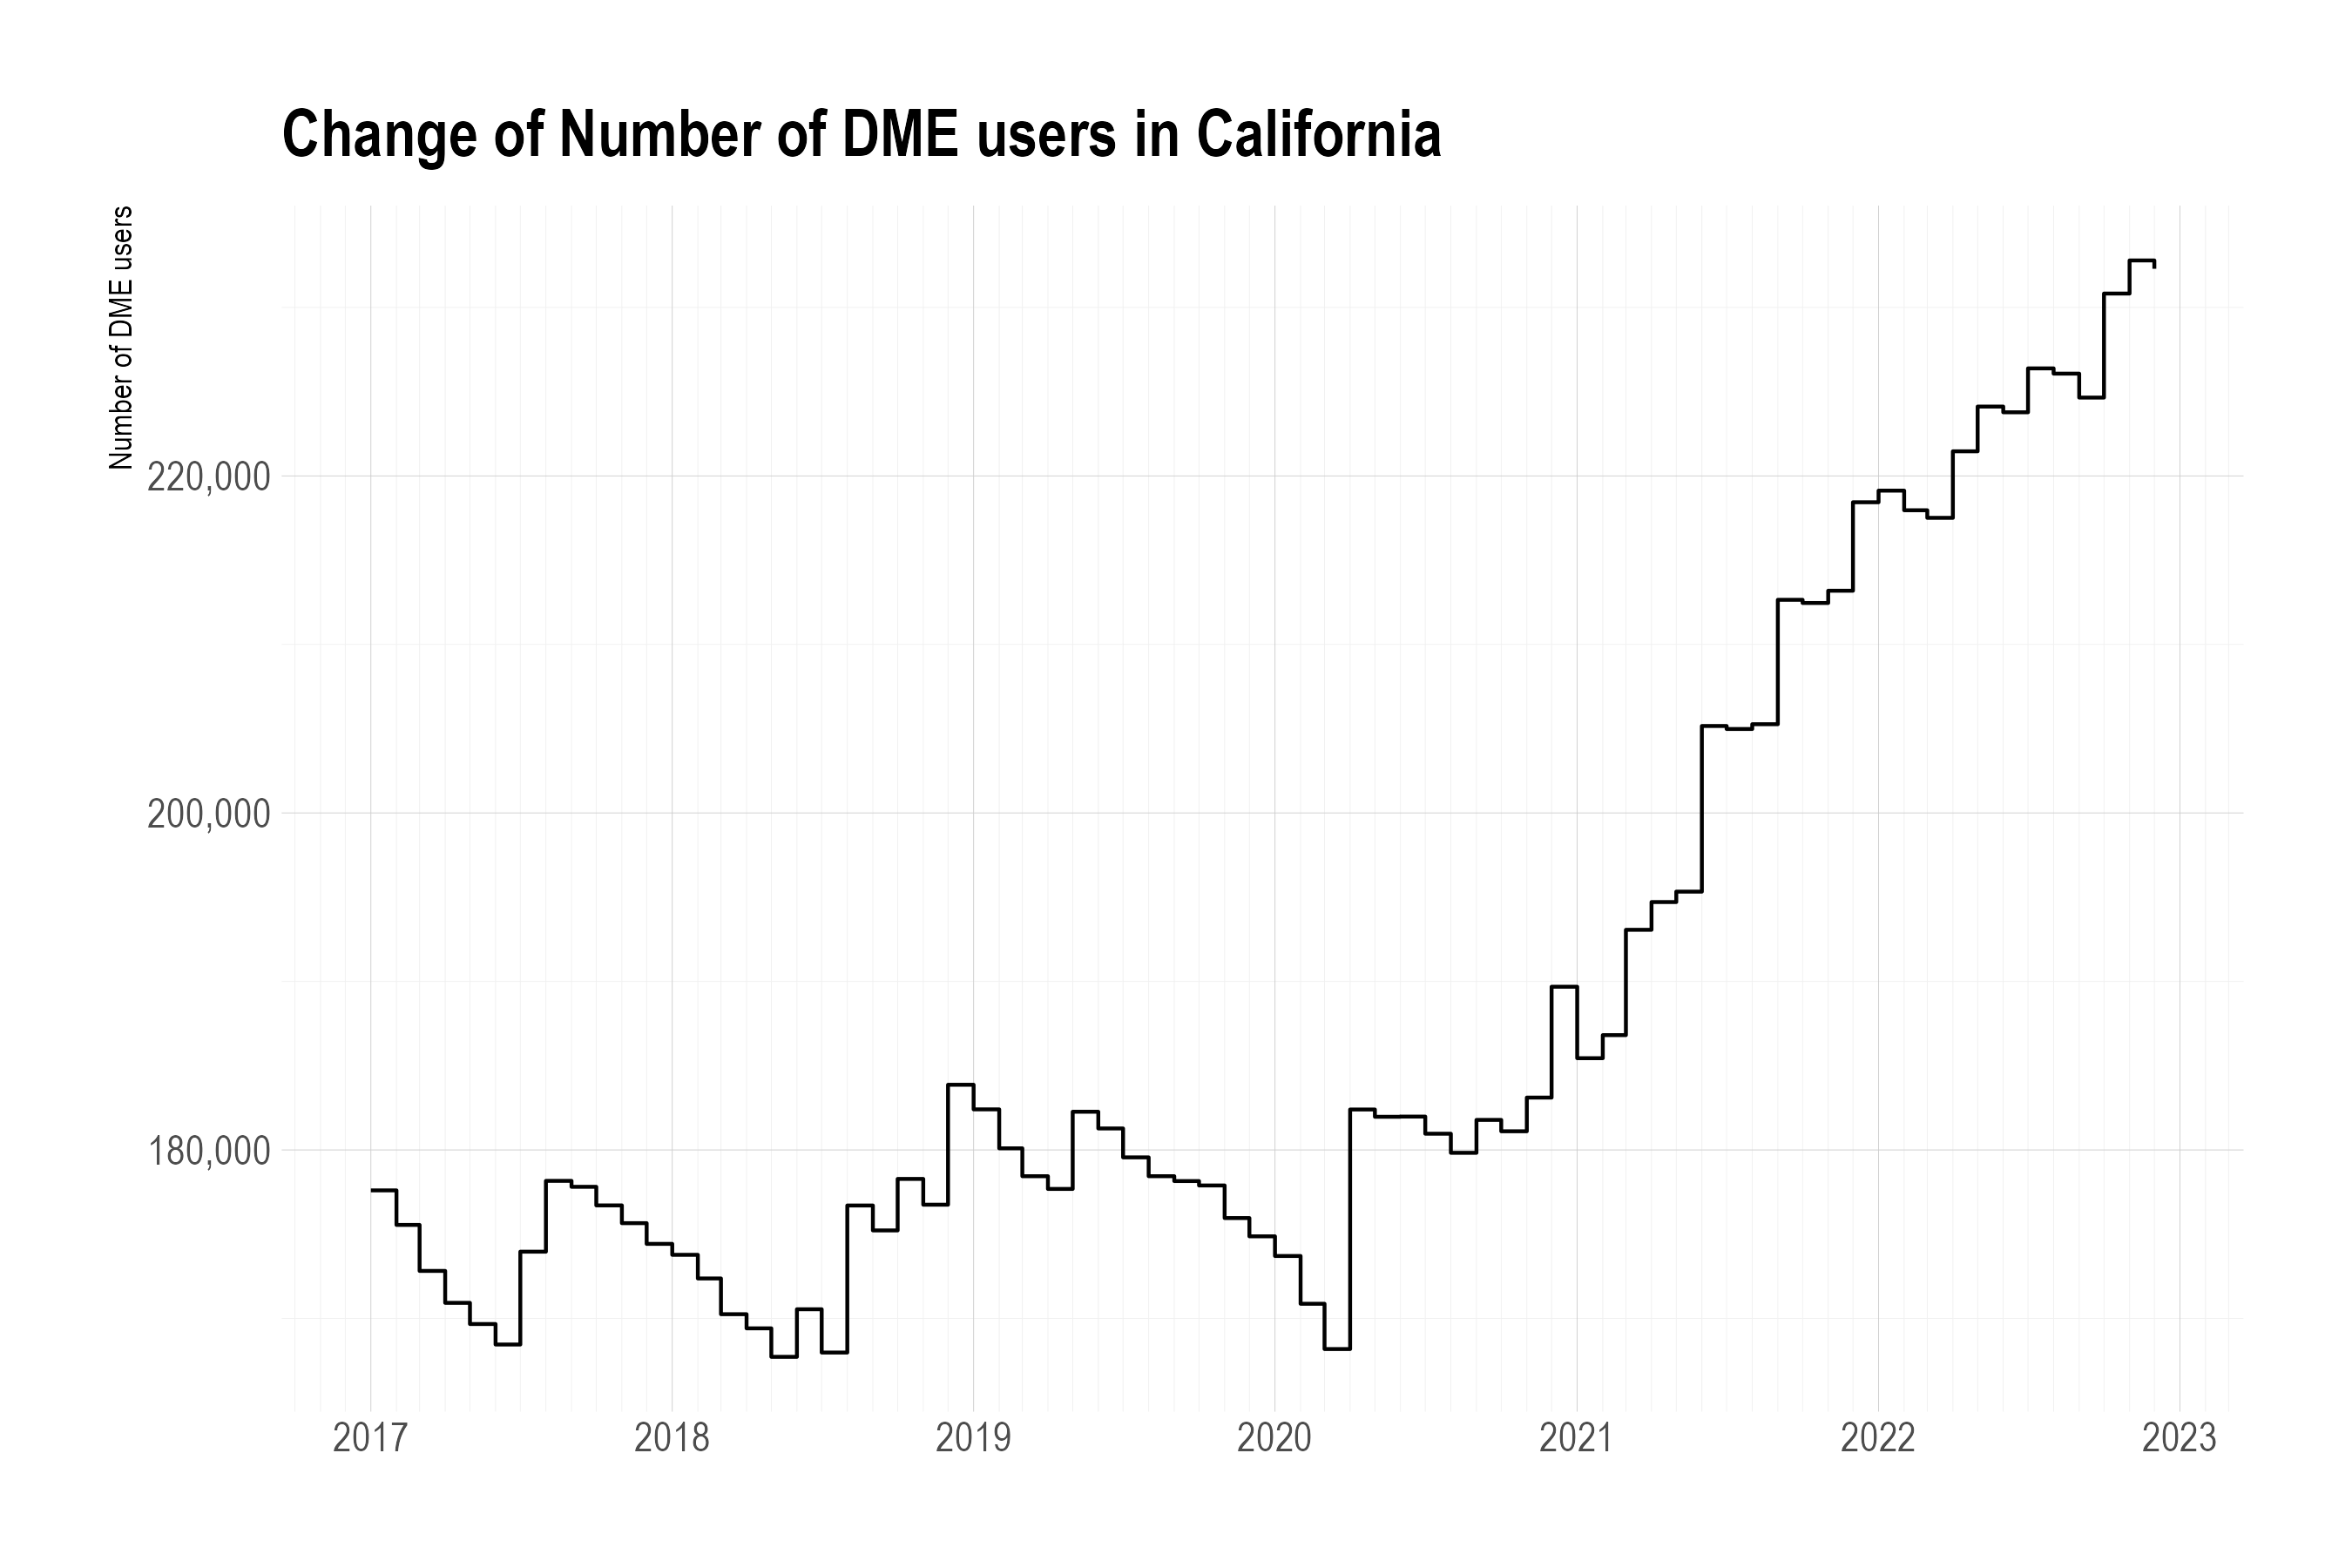 Change of Number of DME users in California
Number of DME users
220,000
200,000
180,000
2017 2018 2019 2020 2021 2022 2023